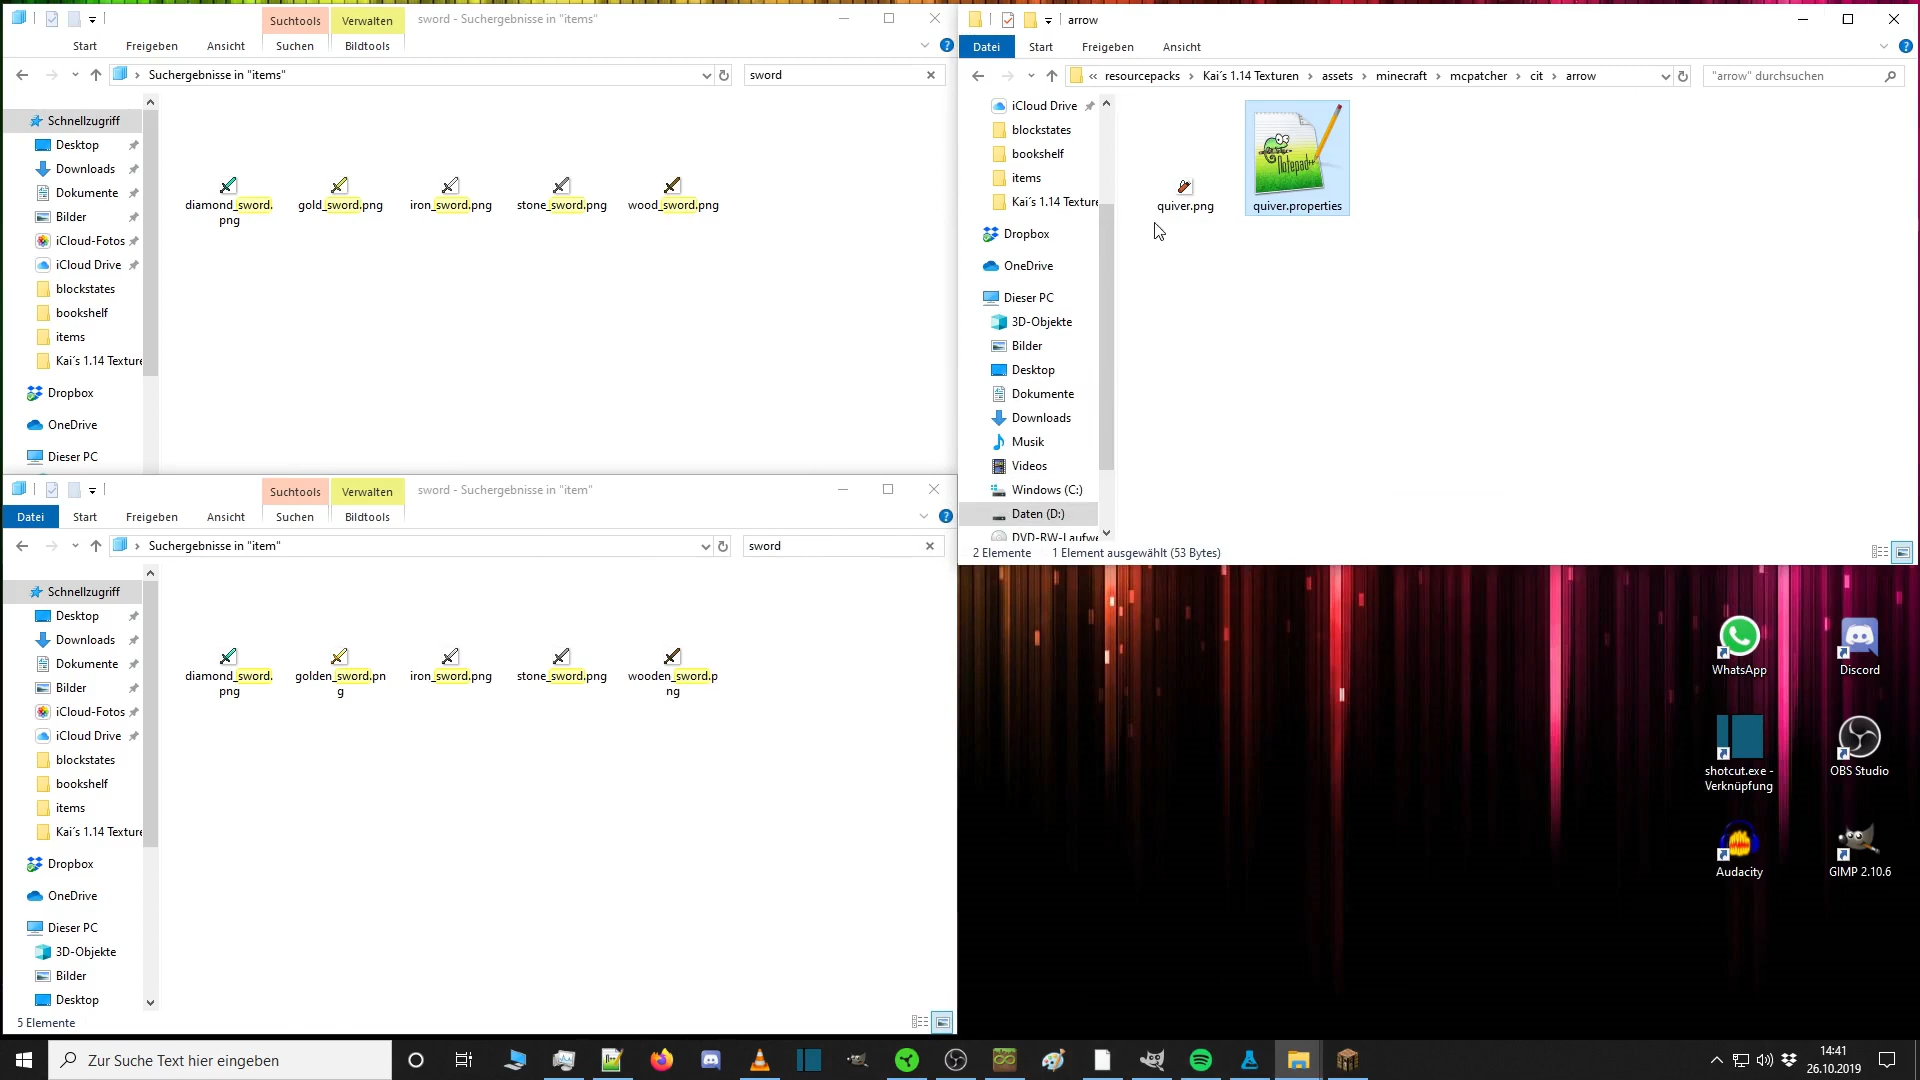 Suchtools
Verwalten
sword - Suchergebnisse in "items"
Start
Freigeben
Ansicht
Suchen
Bildtools
Suchergebnisse in "items"
sword
Schnellzugriff
Desktop
Downloads
Dokumente
Bilder
iCloud-Fotos
iCloud Drive
blockstates
bookshelf
items
Kai´s 1.14 Texture
Dropbox
OneDrive
Dieser PC
diamond_sword.
png
gold_sword.png
iron_sword.png
stone_sword.png
wood_sword.png
Suchtools
Verwalten
sword - Suchergebnisse in "item"
Datei
Start
Freigeben
Ansicht
Suchen
Bildtools
Suchergebnisse in "item"
sword
Schnellzugriff
Desktop
Downloads
Dokumente
Bilder
iCloud-Fotos
iCloud Drive
blockstates
bookshelf
items
Kai´s 1.14 Texture
Dropbox
OneDrive
Dieser PC
3D-Objekte
Bilder
Desktop
diamond_sword.
png
golden_sword.pn
g
iron_sword.png
stone_sword.png
wooden_sword.p
ng
5 Elemente
arrow
Datei
Start
Freigeben
Ansicht
« resourcepacks › Kai´s 1.14 Texturen › assets › minecraft › mcpatcher › cit › arrow
"arrow" durchsuchen
iCloud Drive
blockstates
bookshelf
items
Kai´s 1.14 Texture
Dropbox
OneDrive
Dieser PC
3D-Objekte
Bilder
Desktop
Dokumente
Downloads
Musik
Videos
Windows (C:)
Daten (D:)
DVD-RW-Laufwe
quiver.png
Notepad++
quiver.properties
2 Elemente
1 Element ausgewählt (53 Bytes)
WhatsApp
Discord
shotcut.exe -
Verknüpfung
OBS Studio
Audacity
GIMP 2.10.6
Zur Suche Text hier eingeben
14:41
26.10.2019